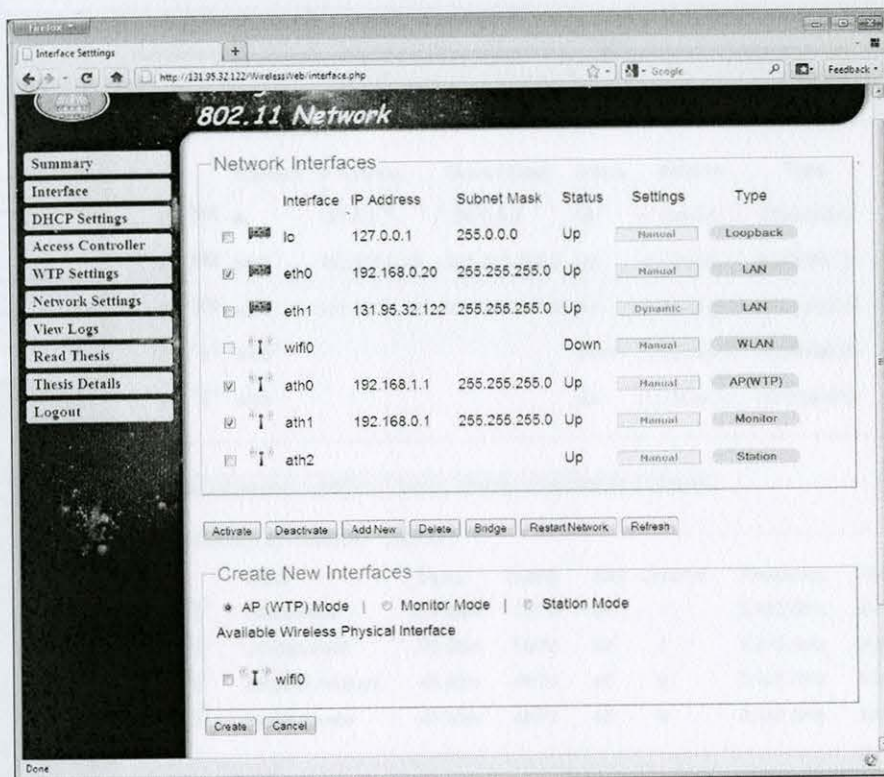 Firefox
Interface Setttings
+
http://131.95.32.122/WirelessWeb/interface.php
Google
Feedback
802.11 Network
Summary
Interface
DHCP Settings
Access Controller
WTP Settings
Network Settings
View Logs
Read Thesis
Thesis Details
Logout
Network Interfaces
Interface IP Address Subnet Mask Status Settings Type
lo 127.0.0.1 255.0.0.0 Up Manual Loopback
eth0 192.168.0.20 255.255.255.0 Up Manual LAN
eth1 131.95.32.122 255.255.255.0 Up Dynamic LAN
wifi0 Down Manual WLAN
ath0 192.168.1.1 255.255.255.0 Up Manual AP(WTP)
ath1 192.168.0.1 255.255.255.0 Up Manual Monitor
ath2 Up Manual Station
Activate Deactivate Add New Delete Bridge Restart Network Refresh
Create New Interfaces
AP (WTP) Mode | Monitor Mode | Station Mode
Available Wireless Physical Interface
wifi0
Create Cancel
Done